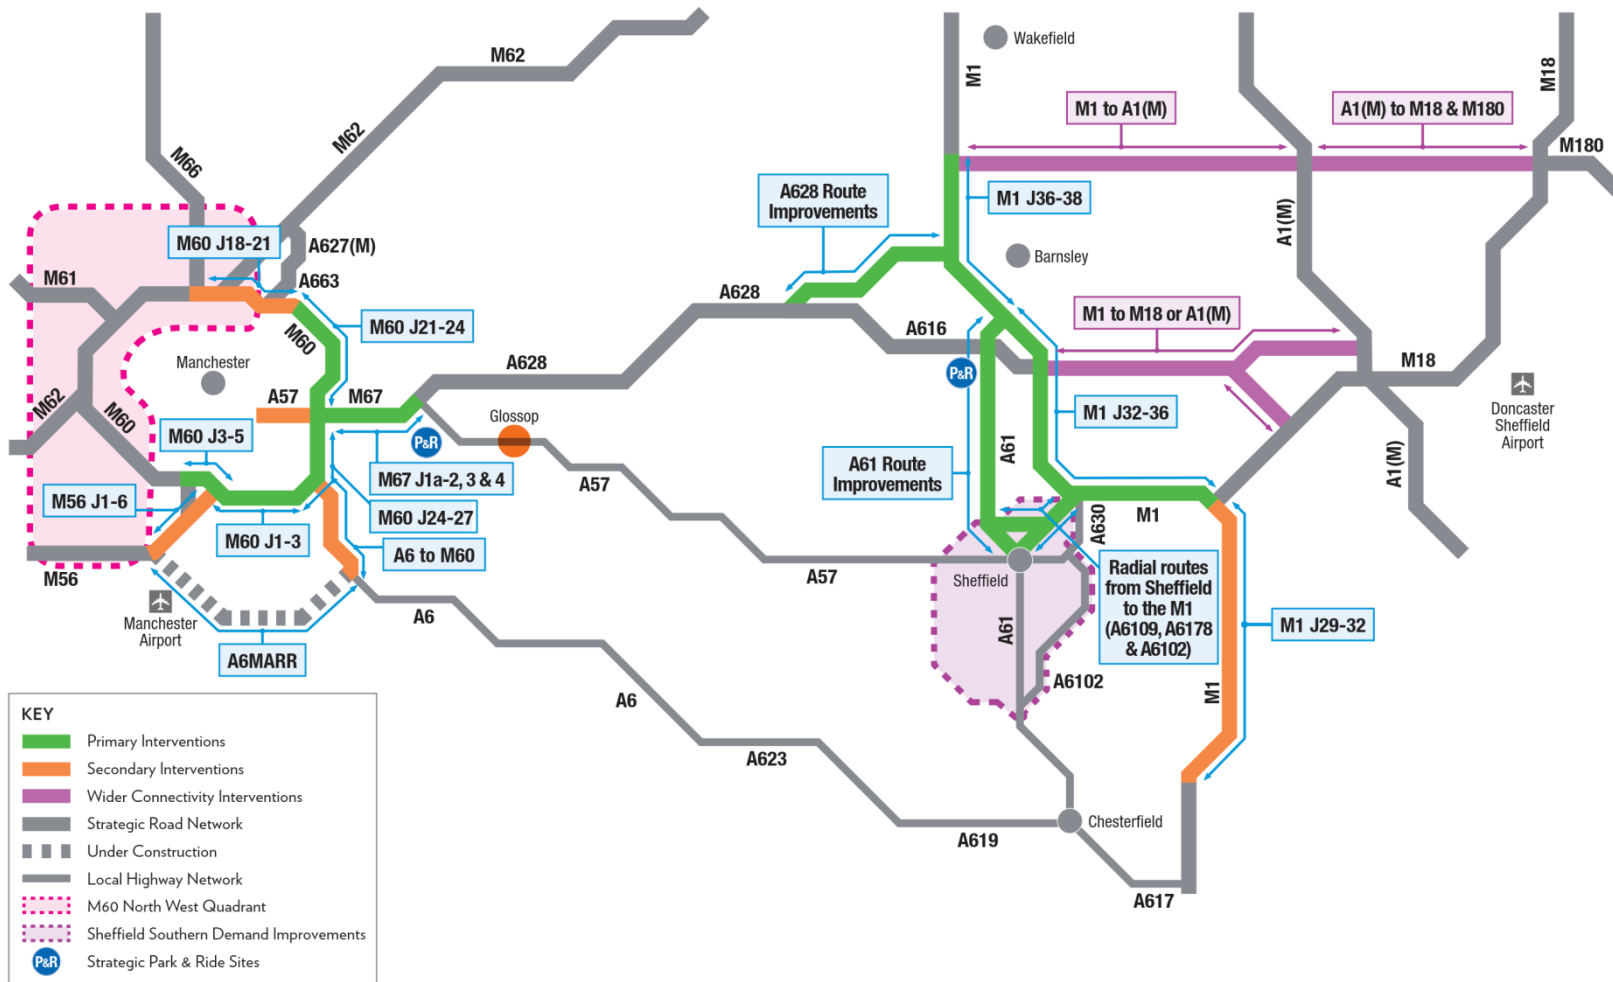 M62
Wakefield
M1
M18
M1 to A1(M)
A1(M) to M18 & M180
M180
M62
M66
A628 Route
Improvements
M1 J36-38
A1(M)
M60 J18-21
A627(M)
Barnsley
M61
A663
A628
M1 to M18 or A1(M)
M60 J21-24
M60
A616
Manchester
P&R
M18
A628
A57
M67
M62
M60
Glossop
M1 J32-36
Doncaster
Sheffield
Airport
M60 J3-5
P&R
A61
A61 Route
Improvements
A1(M)
M67 J1a-2, 3 & 4
A57
M56 J1-6
M60 J24-27
M1
A630
M60 J1-3
A6 to M60
M56
A57
Sheffield
Radial routes
from Sheffield
to the M1
(A6109, A6178
& A6102)
Manchester
Airport
A6
A61
M1 J29-32
A6MARR
A6102
A6
M1
A623
Chesterfield
A619
A617
KEY
Primary Interventions
Secondary Interventions
Wider Connectivity Interventions
Strategic Road Network
Under Construction
Local Highway Network
M60 North West Quadrant
Sheffield Southern Demand Improvements
P&R Strategic Park & Ride Sites